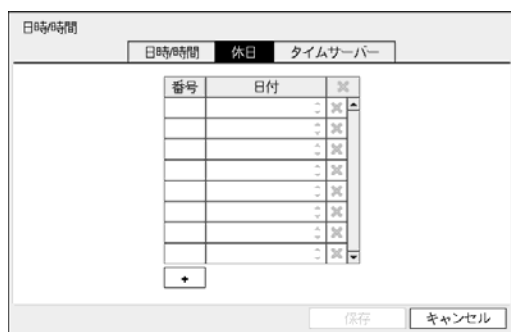 日時/時間
日時/時間 休日 タイムサーバー
番号 日付
+
保存 キャンセル